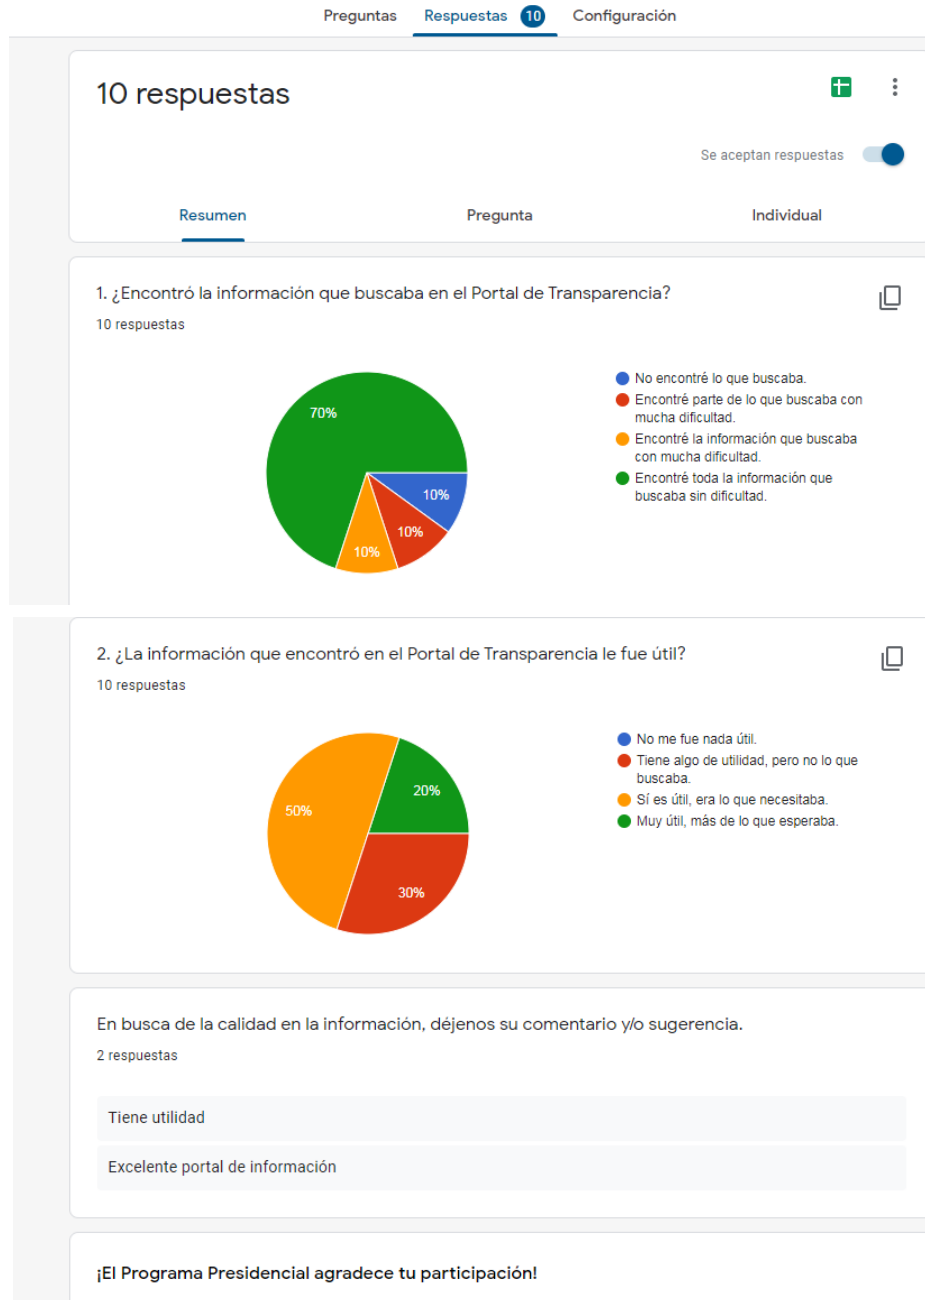 Preguntas Respuestas 10 Configuración
10 respuestas
Se aceptan respuestas
Resumen Pregunta Individual
1. ¿Encontró la información que buscaba en el Portal de Transparencia?
10 respuestas
No encontré lo que buscaba.
Encontré parte de lo que buscaba con
mucha dificultad.
Encontré la información que buscaba
con mucha dificultad.
Encontré toda la información que
buscaba sin dificultad.
70%
10%
10%
10%
2. ¿La información que encontró en el Portal de Transparencia le fue útil?
10 respuestas
No me fue nada útil.
Tiene algo de utilidad, pero no lo que
buscaba.
Sí es útil, era lo que necesitaba.
Muy útil, más de lo que esperaba.
20%
50%
30%
En busca de la calidad en la información, déjenos su comentario y/o sugerencia.
2 respuestas
Tiene utilidad
Excelente portal de información
¡El Programa Presidencial agradece tu participación!